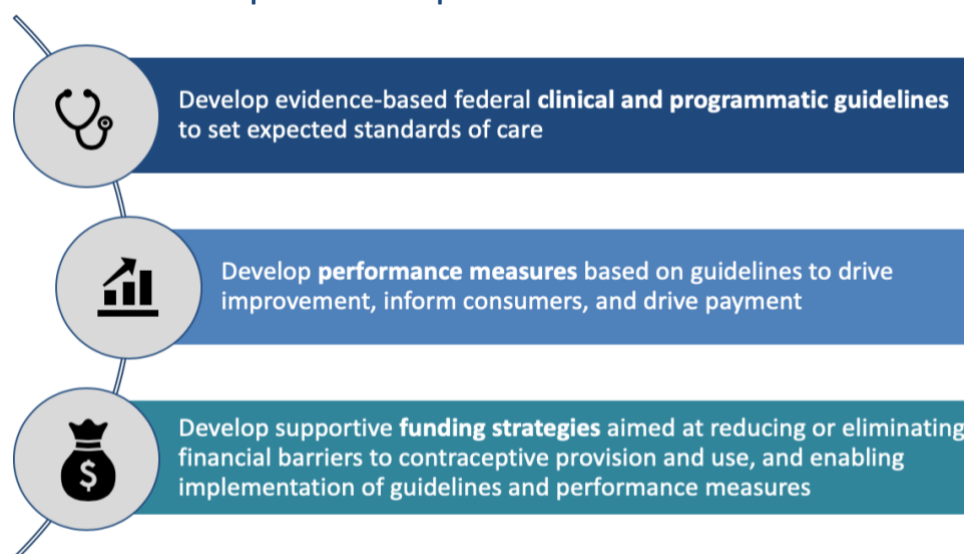 Develop evidence-based federal clinical and programmatic guidelines
to set expected standards of care
Develop performance measures based on guidelines to drive
improvement, inform consumers, and drive payment
$
Develop supportive funding strategies aimed at reducing or eliminating
financial barriers to contraceptive provision and use, and enabling
implementation of guidelines and performance measures